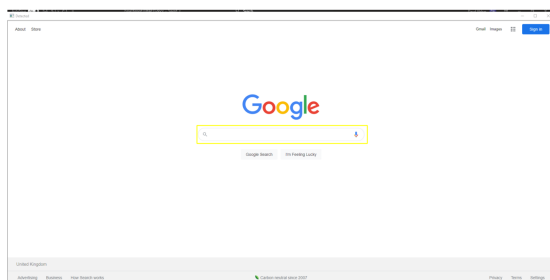 About Store
Gmail Images
Sign in
Google
Google Search I'm Feeling Lucky
United Kingdom
Advertising Business How Search works
Carbon neutral since 2007
Privacy Terms Settings